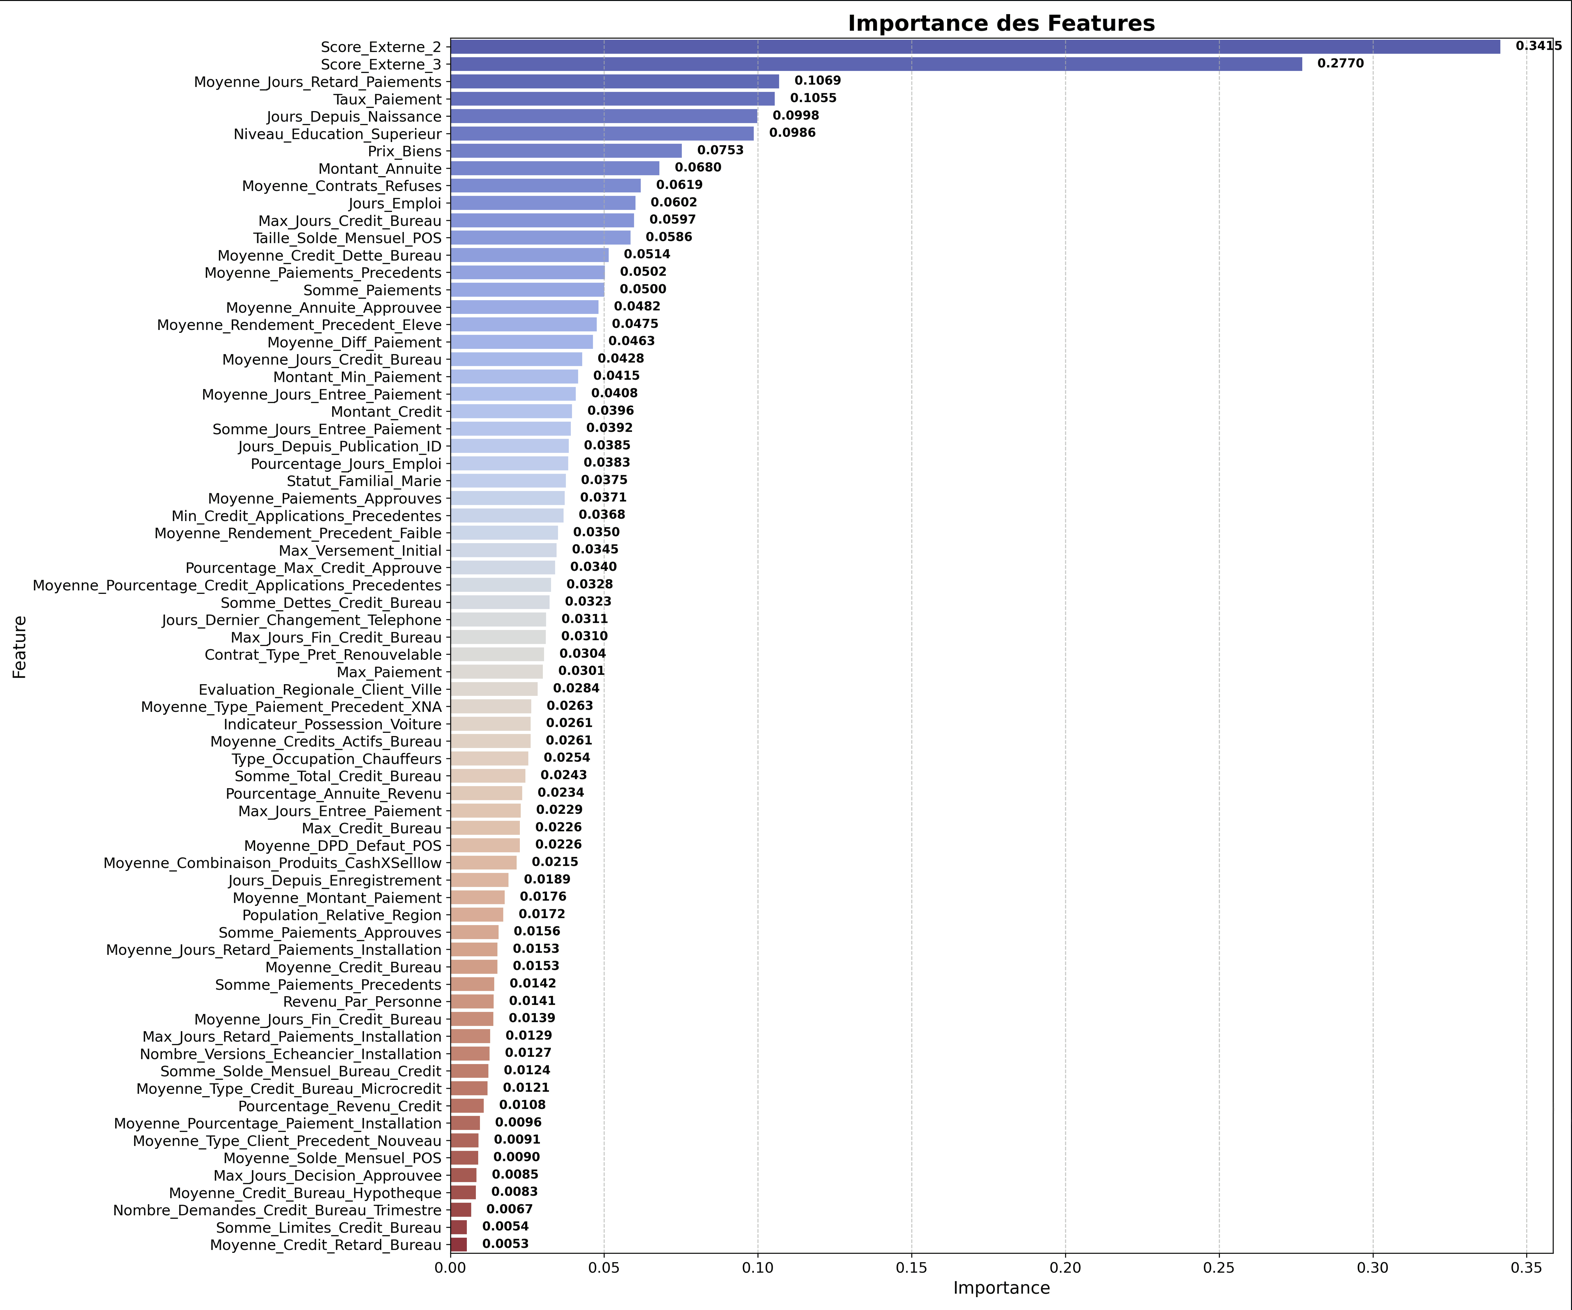 Importance des Features
Score_Externe_2 0.3415
Score_Externe_3 0.2770
Moyenne_Jours_Retard_Paiements 0.1069
Taux_Paiement 0.1055
Jours_Depuis_Naissance 0.0998
Niveau_Education_Superieur 0.0986
Prix_Biens 0.0753
Montant_Annuite 0.0680
Moyenne_Contrats_Refuses 0.0619
Jours_Emploi 0.0602
Max_Jours_Credit_Bureau 0.0597
Taille_Solde_Mensuel_POS 0.0586
Moyenne_Credit_Dette_Bureau 0.0514
Moyenne_Paiements_Precedents 0.0502
Somme_Paiements 0.0500
Moyenne_Annuite_Approuvee 0.0482
Moyenne_Rendement_Precedent_Eleve 0.0475
Moyenne_Diff_Paiement 0.0463
Moyenne_Jours_Credit_Bureau 0.0428
Montant_Min_Paiement 0.0415
Moyenne_Jours_Entree_Paiement 0.0408
Montant_Credit 0.0396
Somme_Jours_Entree_Paiement 0.0392
Jours_Depuis_Publication_ID 0.0385
Pourcentage_Jours_Emploi 0.0383
Statut_Familial_Marie 0.0375
Moyenne_Paiements_Approuves 0.0371
Min_Credit_Applications_Precedentes 0.0368
Moyenne_Rendement_Precedent_Faible 0.0350
Max_Versement_Initial 0.0345
Pourcentage_Max_Credit_Approuve 0.0340
Moyenne_Pourcentage_Credit_Applications_Precedentes 0.0328
Somme_Dettes_Credit_Bureau 0.0323
Jours_Dernier_Changement_Telephone 0.0311
Max_Jours_Fin_Credit_Bureau 0.0310
Contrat_Type_Pret_Renouvelable 0.0304
Max_Paiement 0.0301
Evaluation_Regionale_Client_Ville 0.0284
Moyenne_Type_Paiement_Precedent_XNA 0.0263
Indicateur_Possession_Voiture 0.0261
Moyenne_Credits_Actifs_Bureau 0.0261
Type_Occupation_Chauffeurs 0.0254
Somme_Total_Credit_Bureau 0.0243
Pourcentage_Annuite_Revenu 0.0234
Max_Jours_Entree_Paiement 0.0229
Max_Credit_Bureau 0.0226
Moyenne_DPD_Defaut_POS 0.0226
Moyenne_Combinaison_Produits_CashXSelllow 0.0215
Jours_Depuis_Enregistrement 0.0189
Moyenne_Montant_Paiement 0.0176
Population_Relative_Region 0.0172
Somme_Paiements_Approuves 0.0156
Moyenne_Jours_Retard_Paiements_Installation 0.0153
Moyenne_Credit_Bureau 0.0153
Somme_Paiements_Precedents 0.0142
Revenu_Par_Personne 0.0141
Moyenne_Jours_Fin_Credit_Bureau 0.0139
Max_Jours_Retard_Paiements_Installation 0.0129
Nombre_Versions_Echeancier_Installation 0.0127
Somme_Solde_Mensuel_Bureau_Credit 0.0124
Moyenne_Type_Credit_Bureau_Microcredit 0.0121
Pourcentage_Revenu_Credit 0.0108
Moyenne_Pourcentage_Paiement_Installation 0.0096
Moyenne_Type_Client_Precedent_Nouveau 0.0091
Moyenne_Solde_Mensuel_POS 0.0090
Max_Jours_Decision_Approuvee 0.0085
Moyenne_Credit_Bureau_Hypotheque 0.0083
Nombre_Demandes_Credit_Bureau_Trimestre 0.0067
Somme_Limites_Credit_Bureau 0.0054
Moyenne_Credit_Retard_Bureau 0.0053
Feature
0.00 0.05 0.10 0.15 0.20 0.25 0.30 0.35
Importance